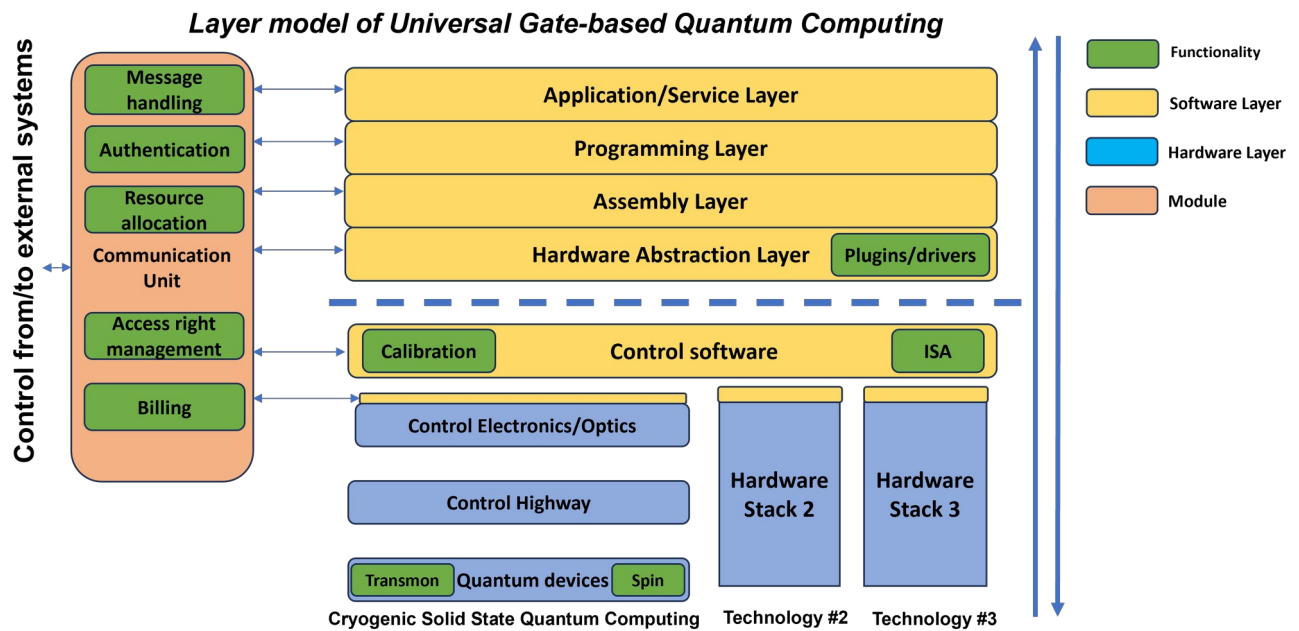 Layer model of Universal Gate-based Quantum Computing
Control from/to external systems
Message
handling
Authentication
Resource
allocation
Communication
Unit
Access right
management
Billing
Application/Service Layer
Programming Layer
Assembly Layer
Hardware Abstraction Layer
Plugins/drivers
Calibration
Control software
ISA
Control Electronics/Optics
Control Highway
Transmon
Quantum devices
Spin
Cryogenic Solid State Quantum Computing
Hardware
Stack 2
Technology #2
Hardware
Stack 3
Technology #3
Functionality
Software Layer
Hardware Layer
Module